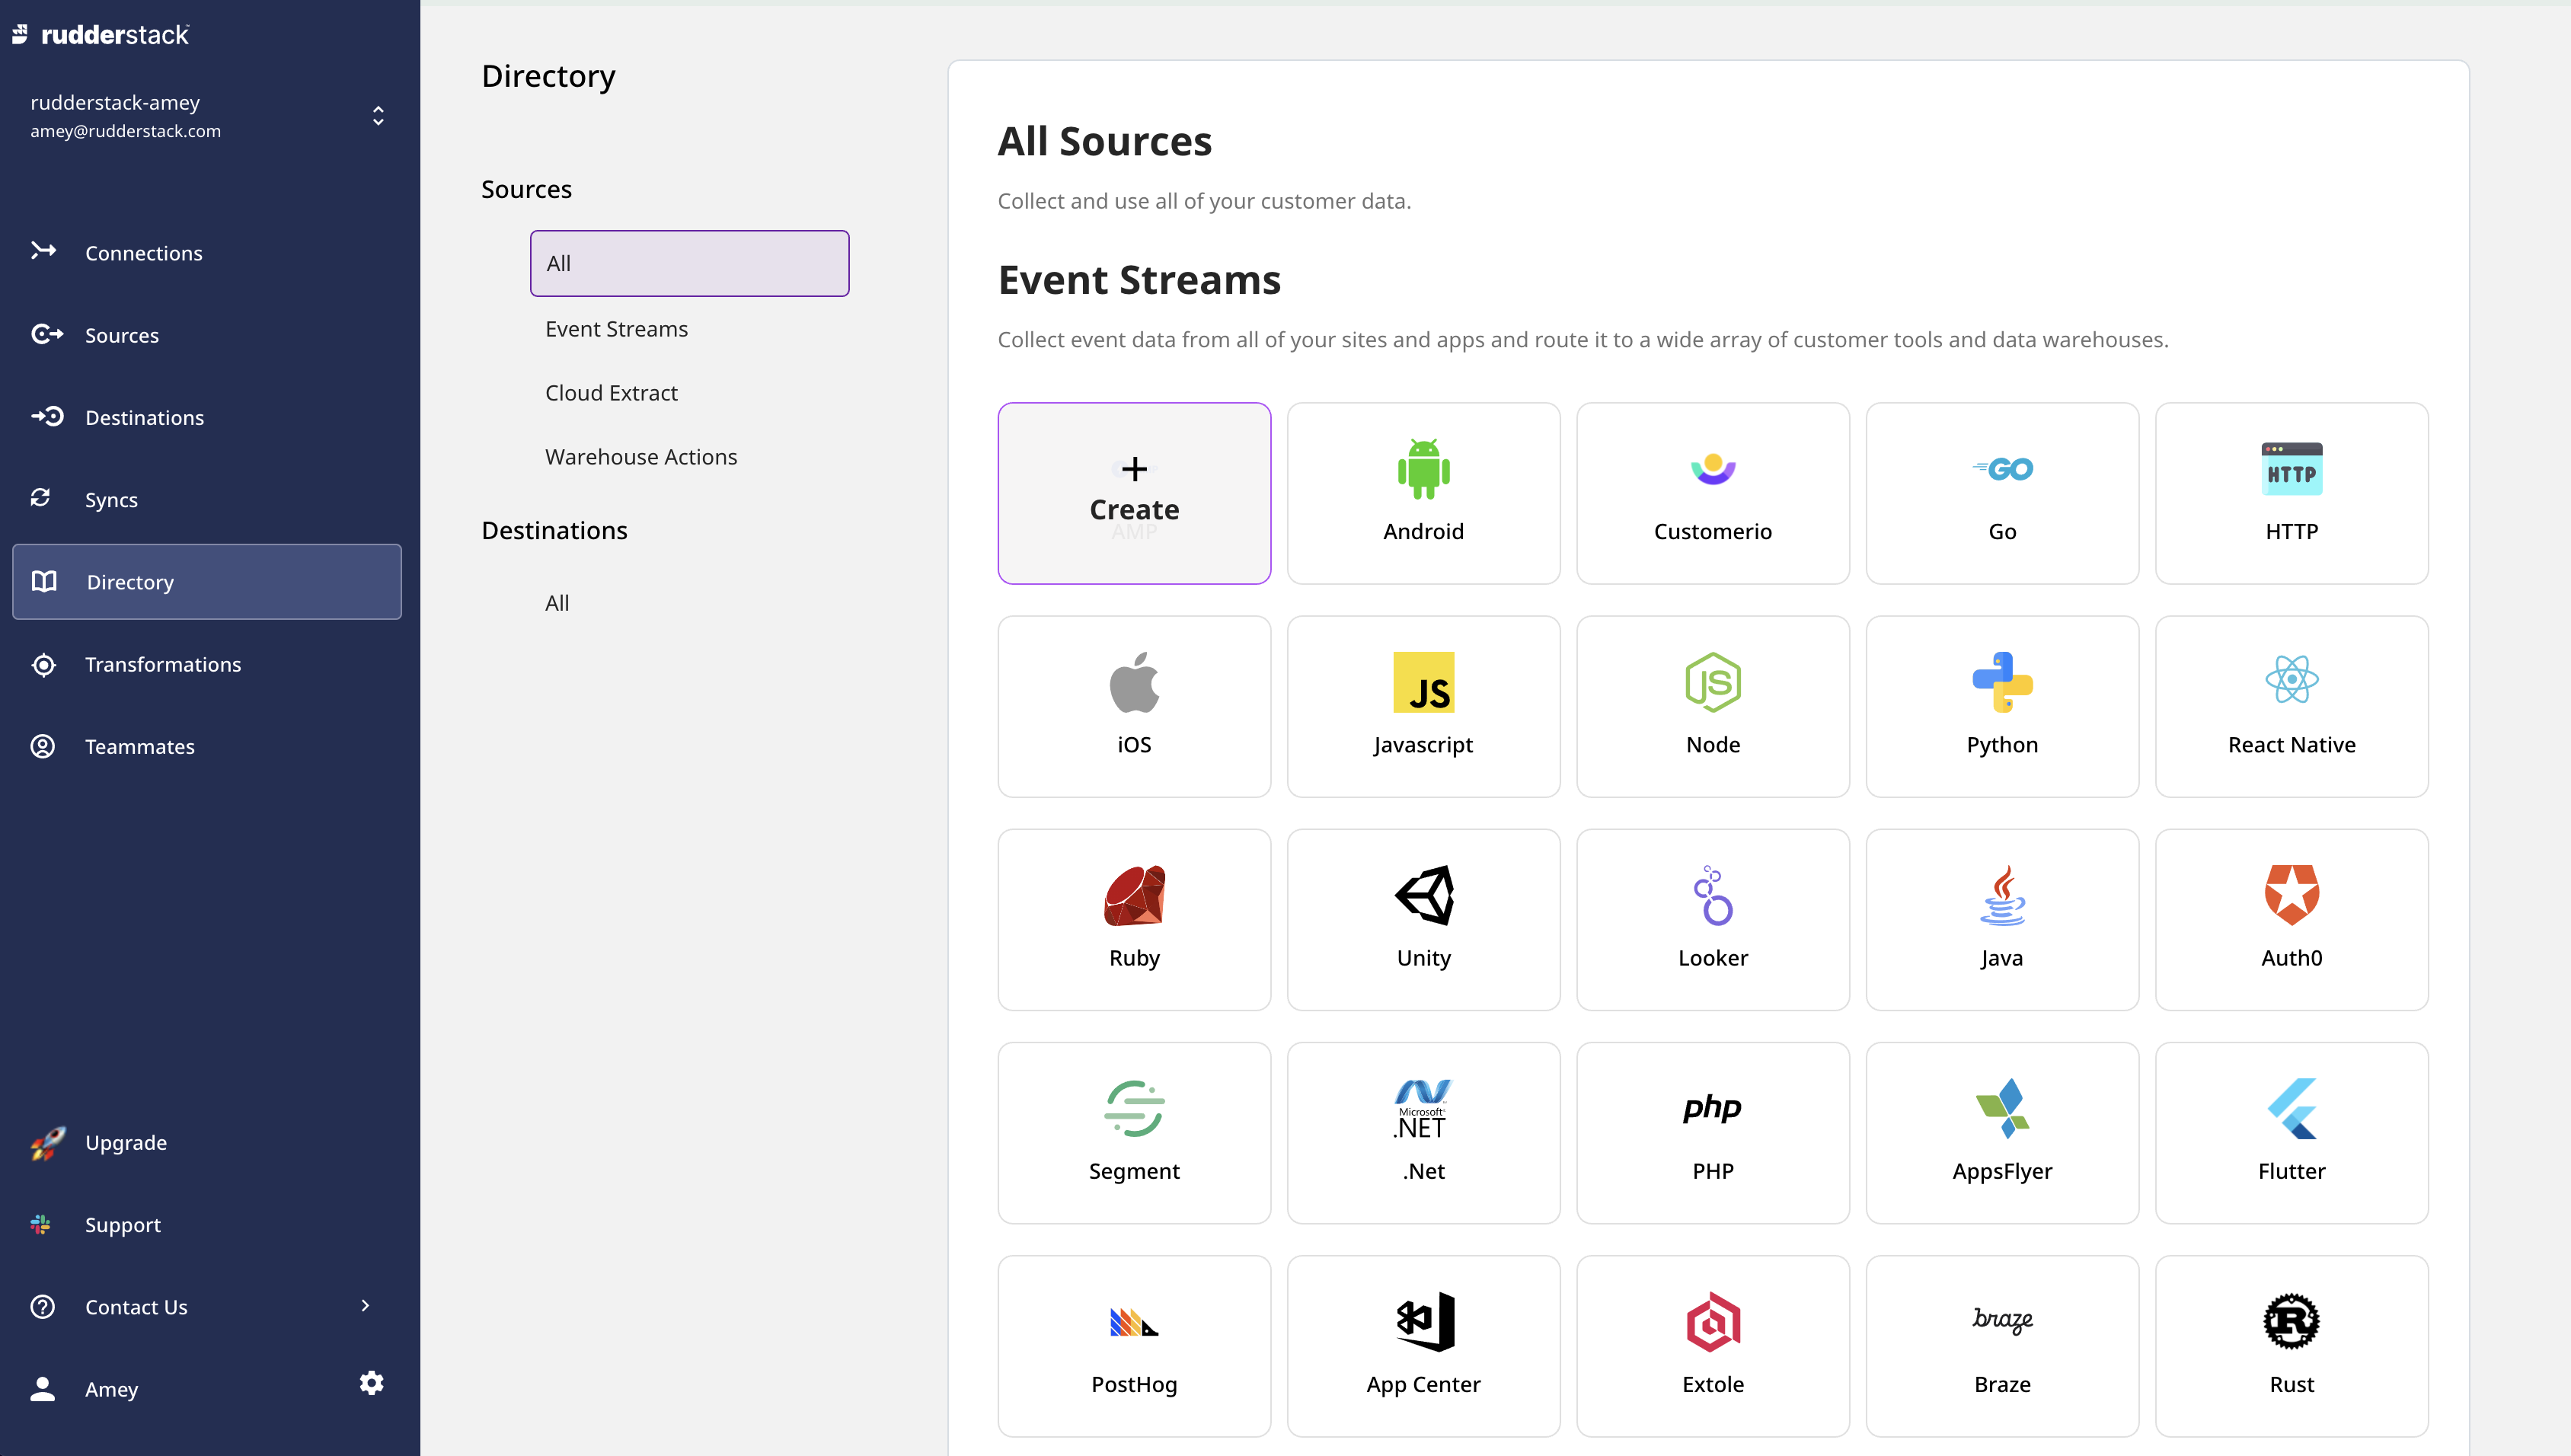 rudderstack
rudderstack-amey
amey@rudderstack.com
Connections
Sources
Destinations
Syncs
Directory
Transformations
Teammates
Upgrade
Support
Contact Us
Amey
Directory
Sources
All
Event Streams
Cloud Extract
Warehouse Actions
Destinations
All
All Sources
Collect and use all of your customer data.
Event Streams
Collect event data from all of your sites and apps and route it to a wide array of customer tools and data warehouses.
Create
AMP
Android
Customerio
GO
Go
HTTP
HTTP
iOS
JS
Javascript
JS
Node
Python
React Native
Ruby
Unity
Looker
Java
Auth0
Segment
Microsoft
.NET
.Net
php
PHP
AppsFlyer
Flutter
PostHog
App Center
Extole
braze
Braze
R
Rust